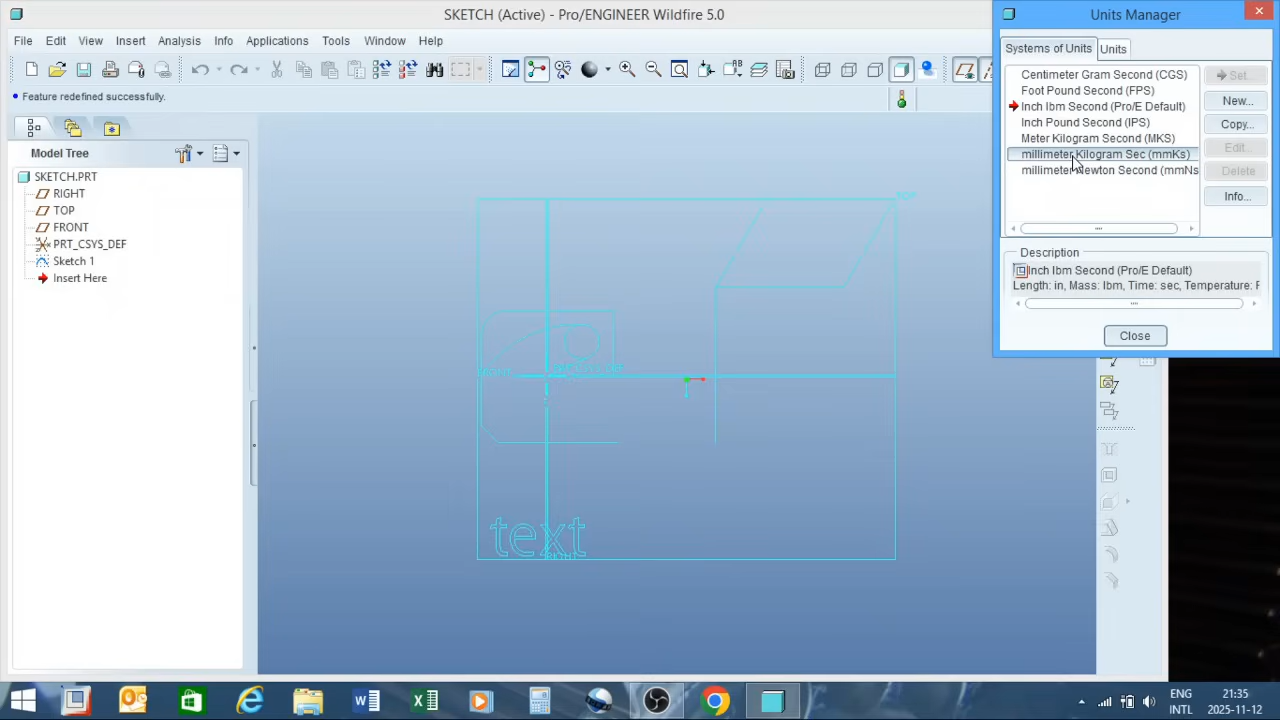 SKETCH (Active) - Pro/ENGINEER Wildfire 5.0
File Edit View Insert Analysis Info Applications Tools Window Help
Feature redefined successfully.
Model Tree
SKETCH.PRT
RIGHT
TOP
FRONT
PRT_CSYS_DEF
Sketch 1
Insert Here
TOP
text
Units Manager
Systems of Units Units
Centimeter Gram Second (CGS)
Foot Pound Second (FPS)
Inch lbm Second (Pro/E Default)
Inch Pound Second (IPS)
Meter Kilogram Second (MKS)
millimeter Kilogram Sec (mmKs)
millimeter Newton Second (mmNs
Set...
New...
Copy...
Edit...
Delete
Info...
Description
Inch lbm Second (Pro/E Default)
Length: in, Mass: lbm, Time: sec, Temperature: F
Close
ENG
INTL
21:35
2025-11-12